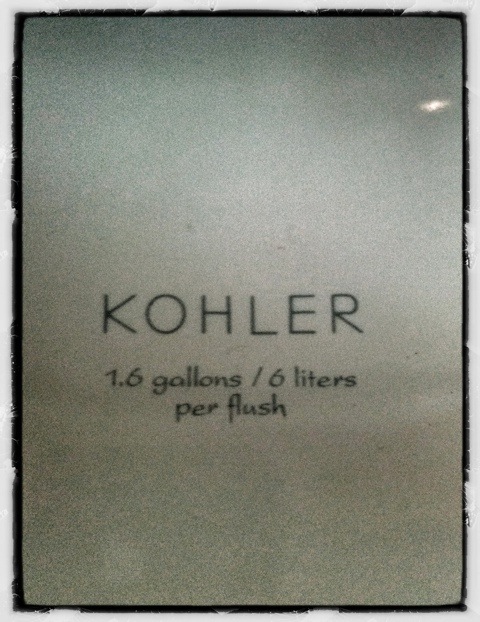 KOHLER
1.6 gallons / 6 liters
per flush